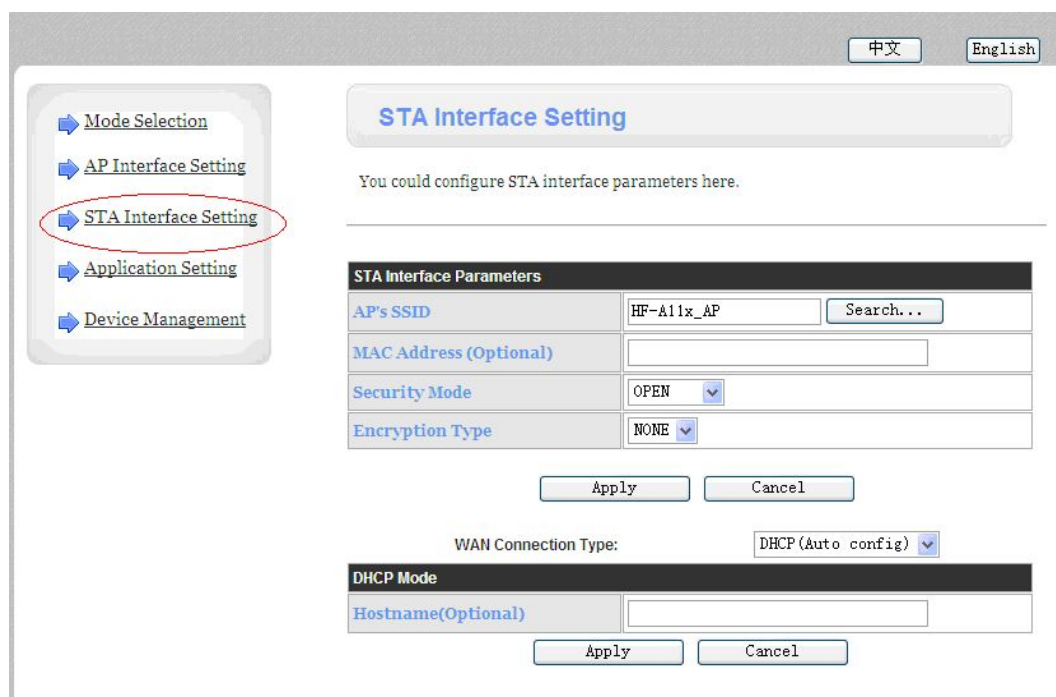 中文 English
Mode Selection
AP Interface Setting
STA Interface Setting
Application Setting
Device Management
STA Interface Setting
You could configure STA interface parameters here.
STA Interface Parameters
AP's SSID HF-A11x_AP Search...
MAC Address (Optional)
Security Mode OPEN
Encryption Type NONE
Apply Cancel
WAN Connection Type: DHCP(Auto config)
DHCP Mode
Hostname(Optional)
Apply Cancel